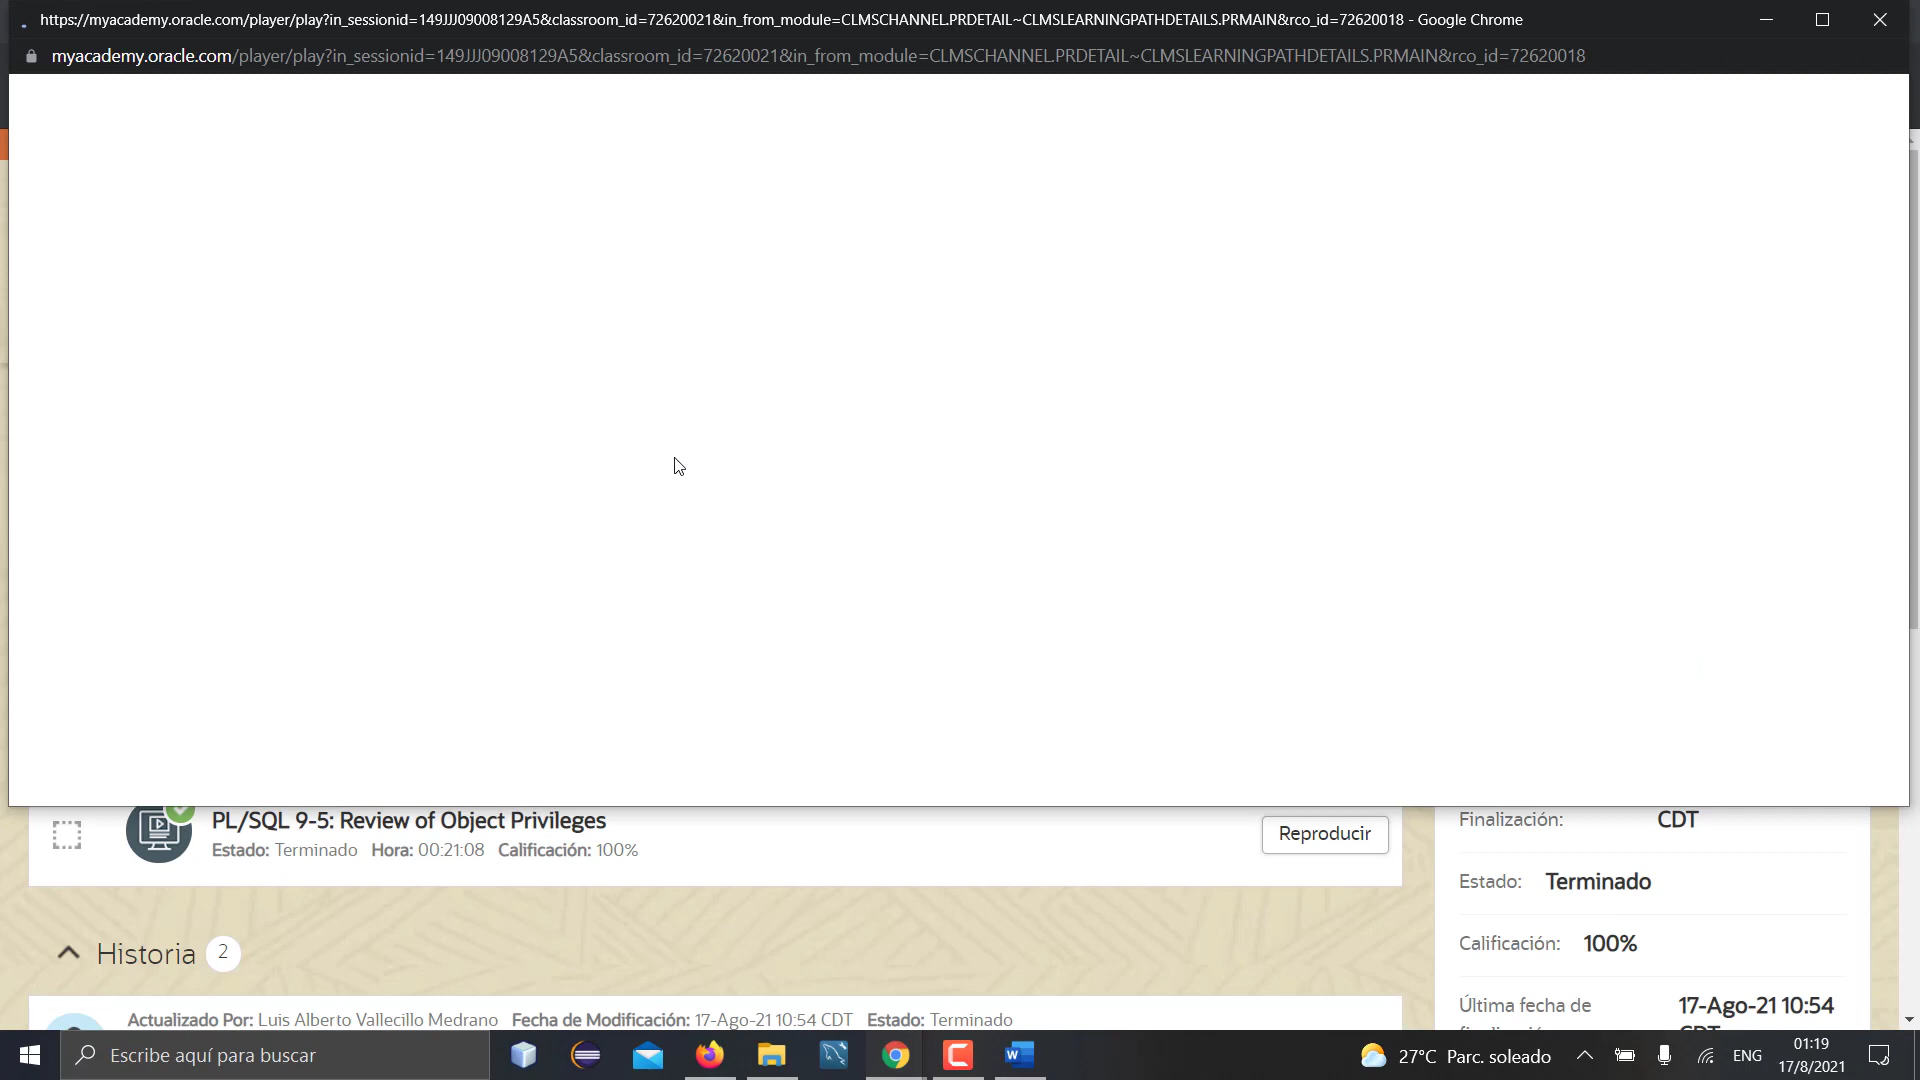 https://myacademy.oracle.com/player/play?in_sessionid=149JJJ09008129A5&classroom_id=72620021&in_from_module=CLMSCHANNEL.PRDETAIL~CLMSLEARNINGPATHDETAILS.PRMAIN&rco_id=72620018 - Google Chrome
myacademy.oracle.com/player/play?in_sessionid=149JJJ09008129A5&classroom_id=72620021&in_from_module=CLMSCHANNEL.PRDETAIL~CLMSLEARNINGPATHDETAILS.PRMAIN&rco_id=72620018
PL/SQL 9-5: Review of Object Privileges
Estado: Terminado Hora: 00:21:08 Calificación: 100%
Reproducir
Finalización: CDT
Estado: Terminado
Calificación: 100%
Última fecha de 17-Ago-21 10:54
Historia 2
Actualizado Por: Luis Alberto Vallecillo Medrano Fecha de Modificación: 17-Ago-21 10:54 CDT Estado: Terminado
Escribe aquí para buscar
27°C Parc. soleado
ENG
01:19
17/8/2021